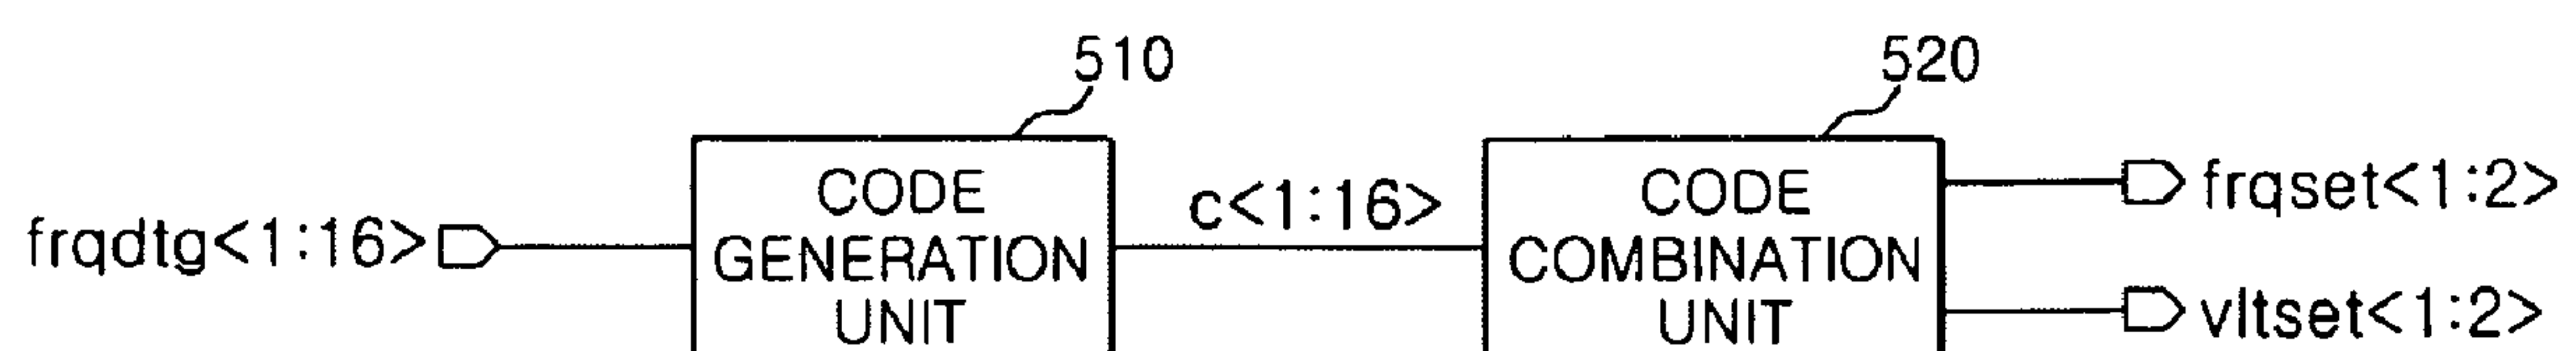 510
520
CODE
GENERATION
UNIT
CODE
COMBINATION
UNIT
frqdtg<1:16>
c<1:16>
frqset<1:2>
vltset<1:2>